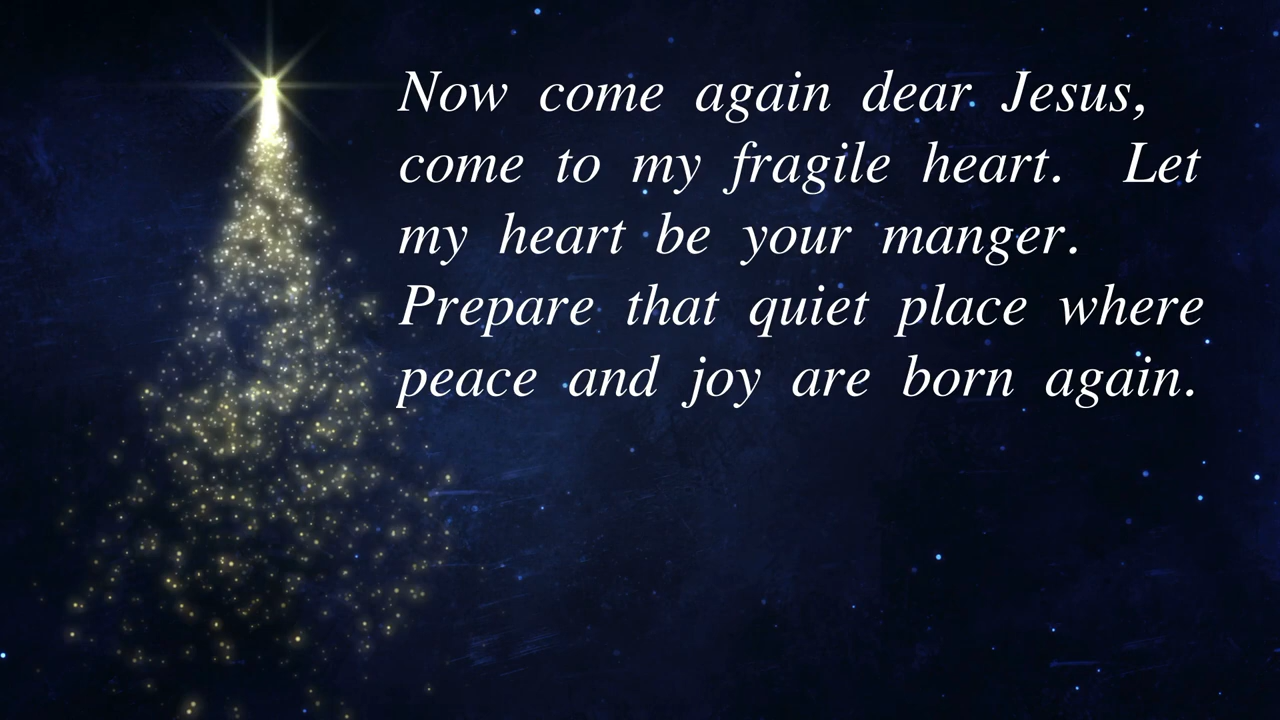 Now come again dear Jesus,
come to my fragile heart. Let
my heart be your manger.
Prepare that quiet place where
peace and joy are born again.